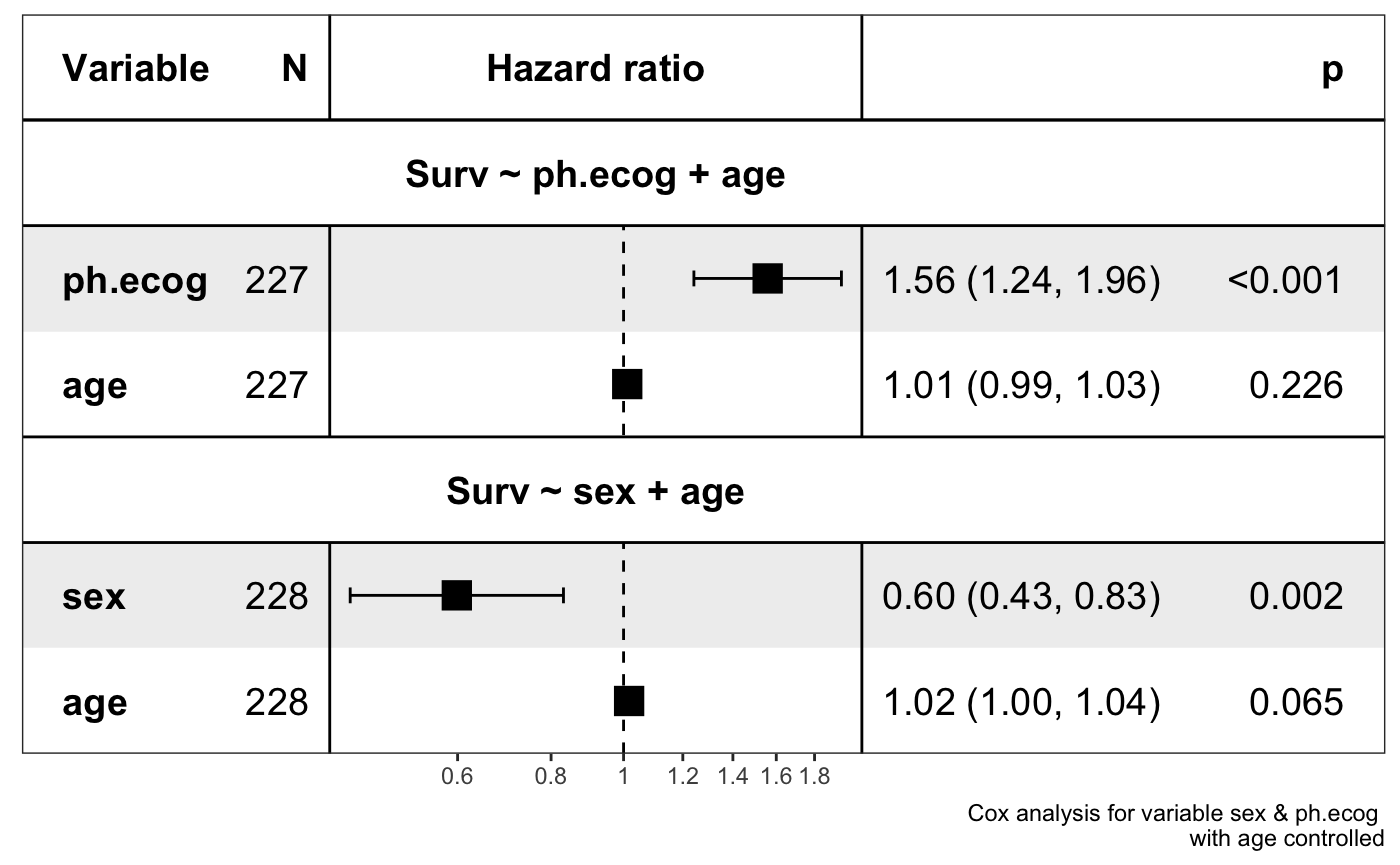 Variable N Hazard ratio p
Surv ~ ph.ecog + age
ph.ecog 227 1.56 (1.24, 1.96) <0.001
age 227 1.01 (0.99, 1.03) 0.226
Surv ~ sex + age
sex 228 0.60 (0.43, 0.83) 0.002
age 228 1.02 (1.00, 1.04) 0.065
0.6 0.8 1 1.2 1.4 1.6 1.8
Cox analysis for variable sex & ph.ecog
with age controlled